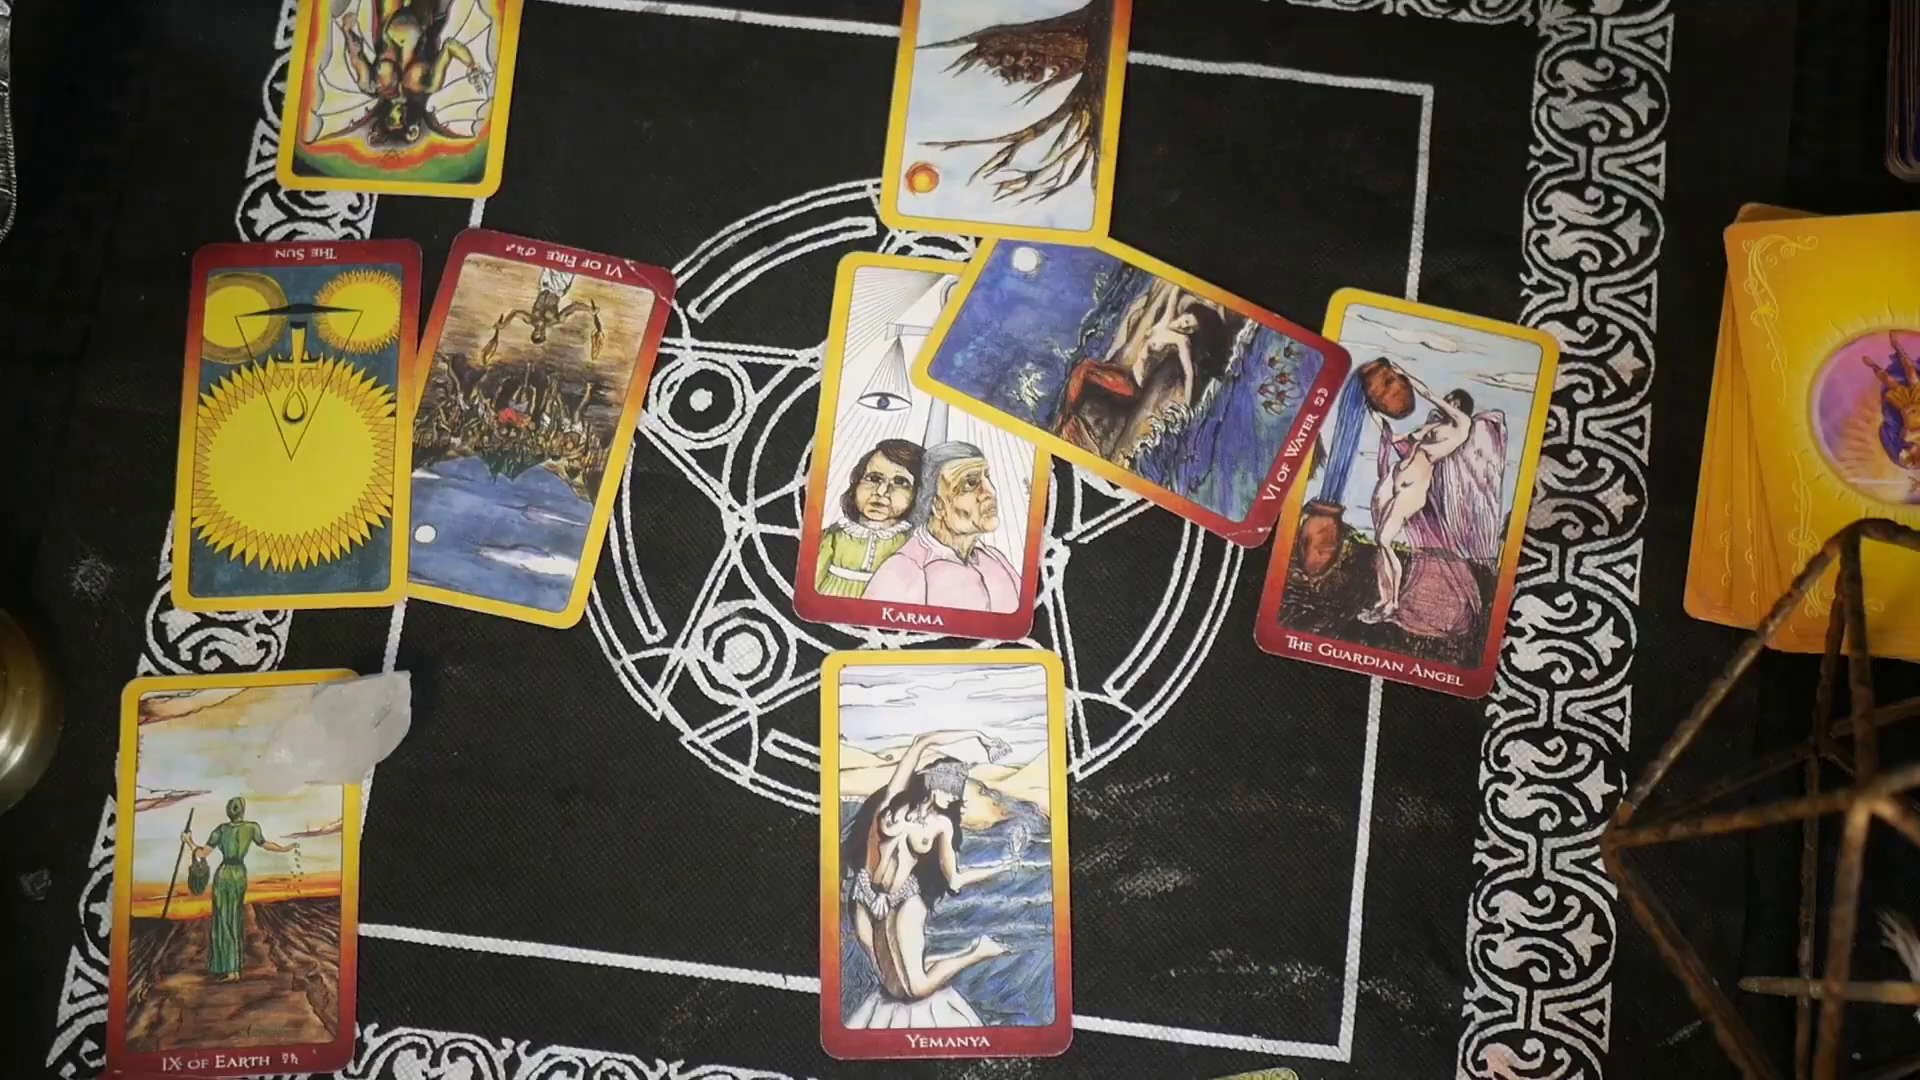 THE SUN
VI OF FIRE
VI OF WATER
KARMA
THE GUARDIAN ANGEL
YEMANYA
IX OF EARTH